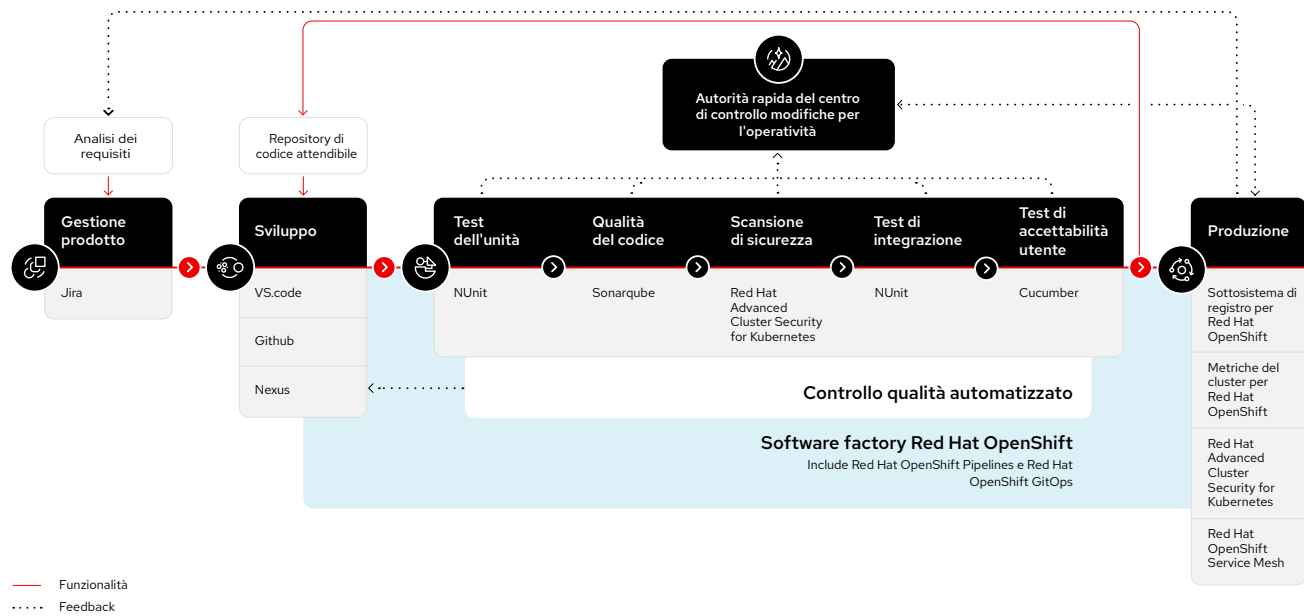 Autorità rapida del centro
di controllo modifiche per
l'operatività
Analisi dei
requisiti
Repository di
codice attendibile
Gestione
prodotto
Jira
Sviluppo
VS.code
Github
Nexus
Test
dell'unità
NUnit
Qualità
del codice
Sonarqube
Scansione
di sicurezza
Red Hat
Advanced
Cluster Security
for Kubernetes
Test di
integrazione
NUnit
Test di
accettabilità
utente
Cucumber
Produzione
Sottosistema di
registro per
Red Hat
OpenShift
Metriche del
cluster per
Red Hat
OpenShift
Red Hat
Advanced
Cluster
Security for
Kubernetes
Red Hat
OpenShift
Service Mesh
Controllo qualità automatizzato
Software factory Red Hat OpenShift
Include Red Hat OpenShift Pipelines e Red Hat
OpenShift GitOps
Funzionalità
Feedback